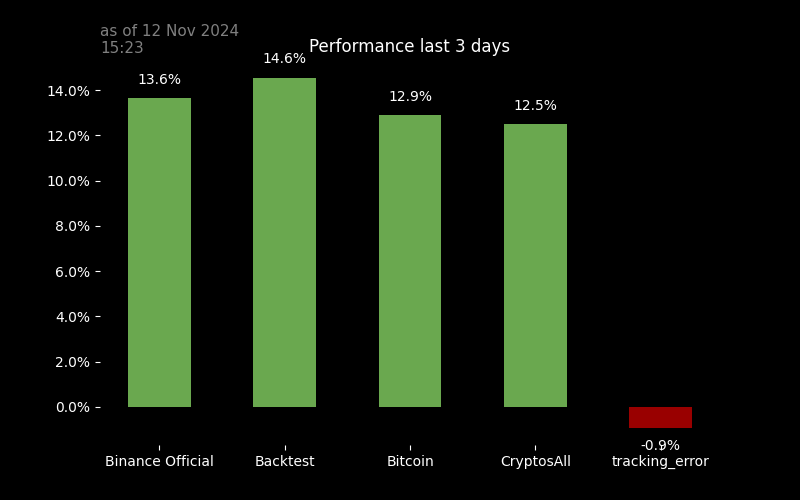 as of 12 Nov 2024
15:23
Performance last 3 days
14.6%
13.6%
12.9%
12.5%
14.0%
12.0%
10.0%
8.0%
6.0%
4.0%
2.0%
0.0%
-0.9%
Binance Official
Backtest
Bitcoin
CryptosAll
tracking_error